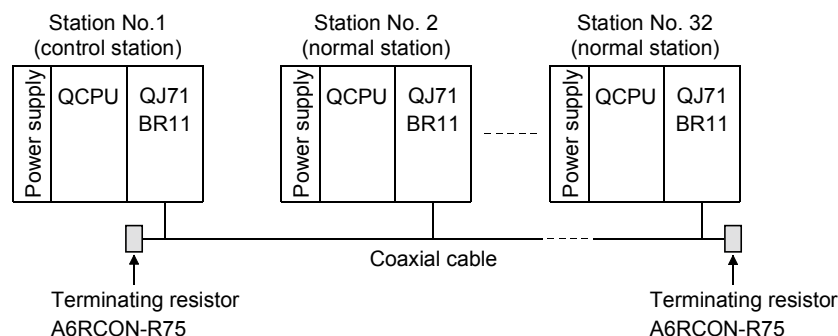 Station No.1
(control station)
Station No. 2
(normal station)
Station No. 32
(normal station)
Power supply
QCPU
QJ71
BR11
Power supply
QCPU
QJ71
BR11
Power supply
QCPU
QJ71
BR11
Coaxial cable
Terminating resistor
A6RCON-R75
Terminating resistor
A6RCON-R75